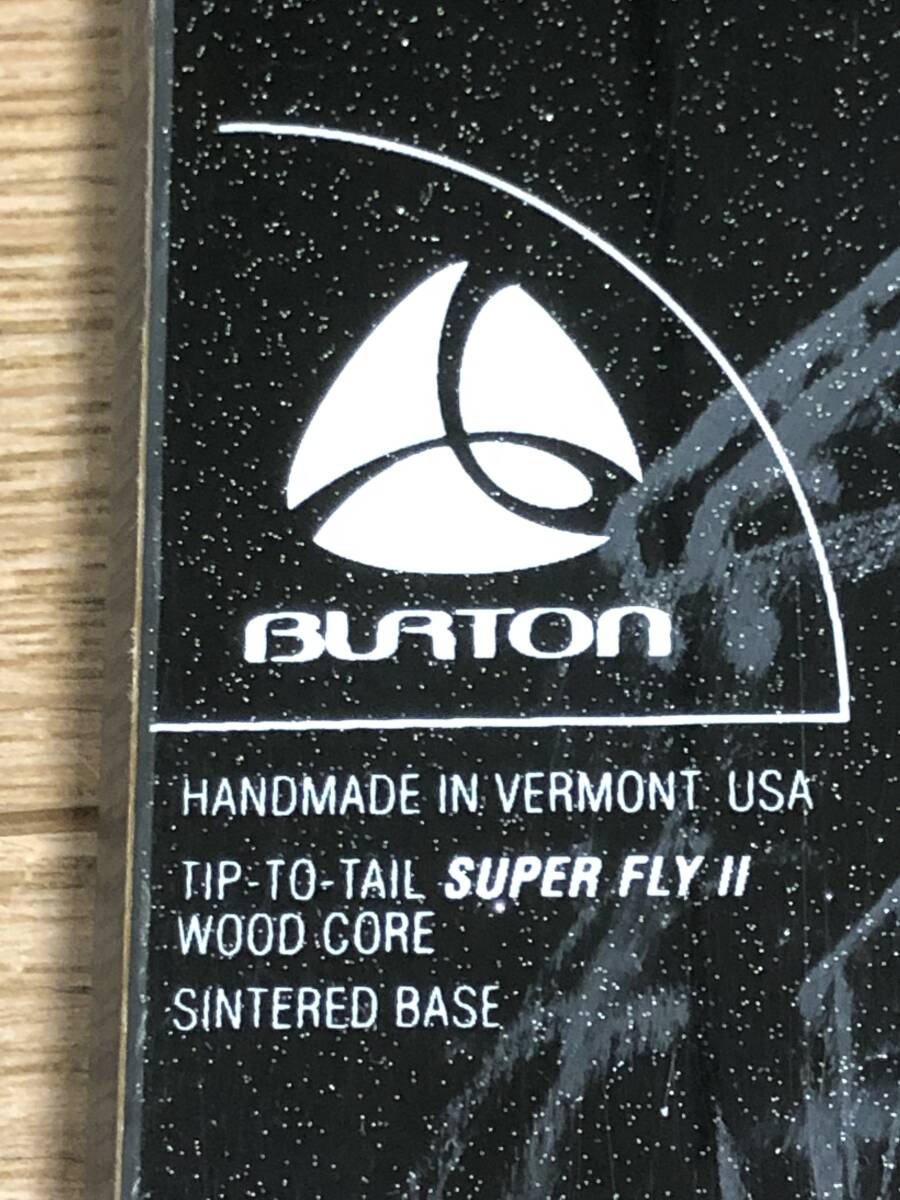 BURTON
HANDMADE IN VERMONT USA
TIP-TO-TAIL SUPER FLY II
WOOD CORE
SINTERED BASE